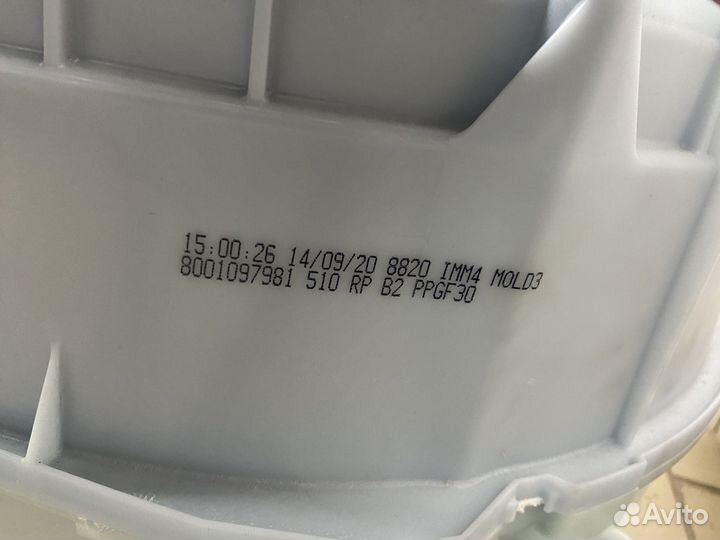 15:00:26 14/09/20 8820 IMM4 MOLD3
8001097981 510 RP B2 PPGF30
Avito